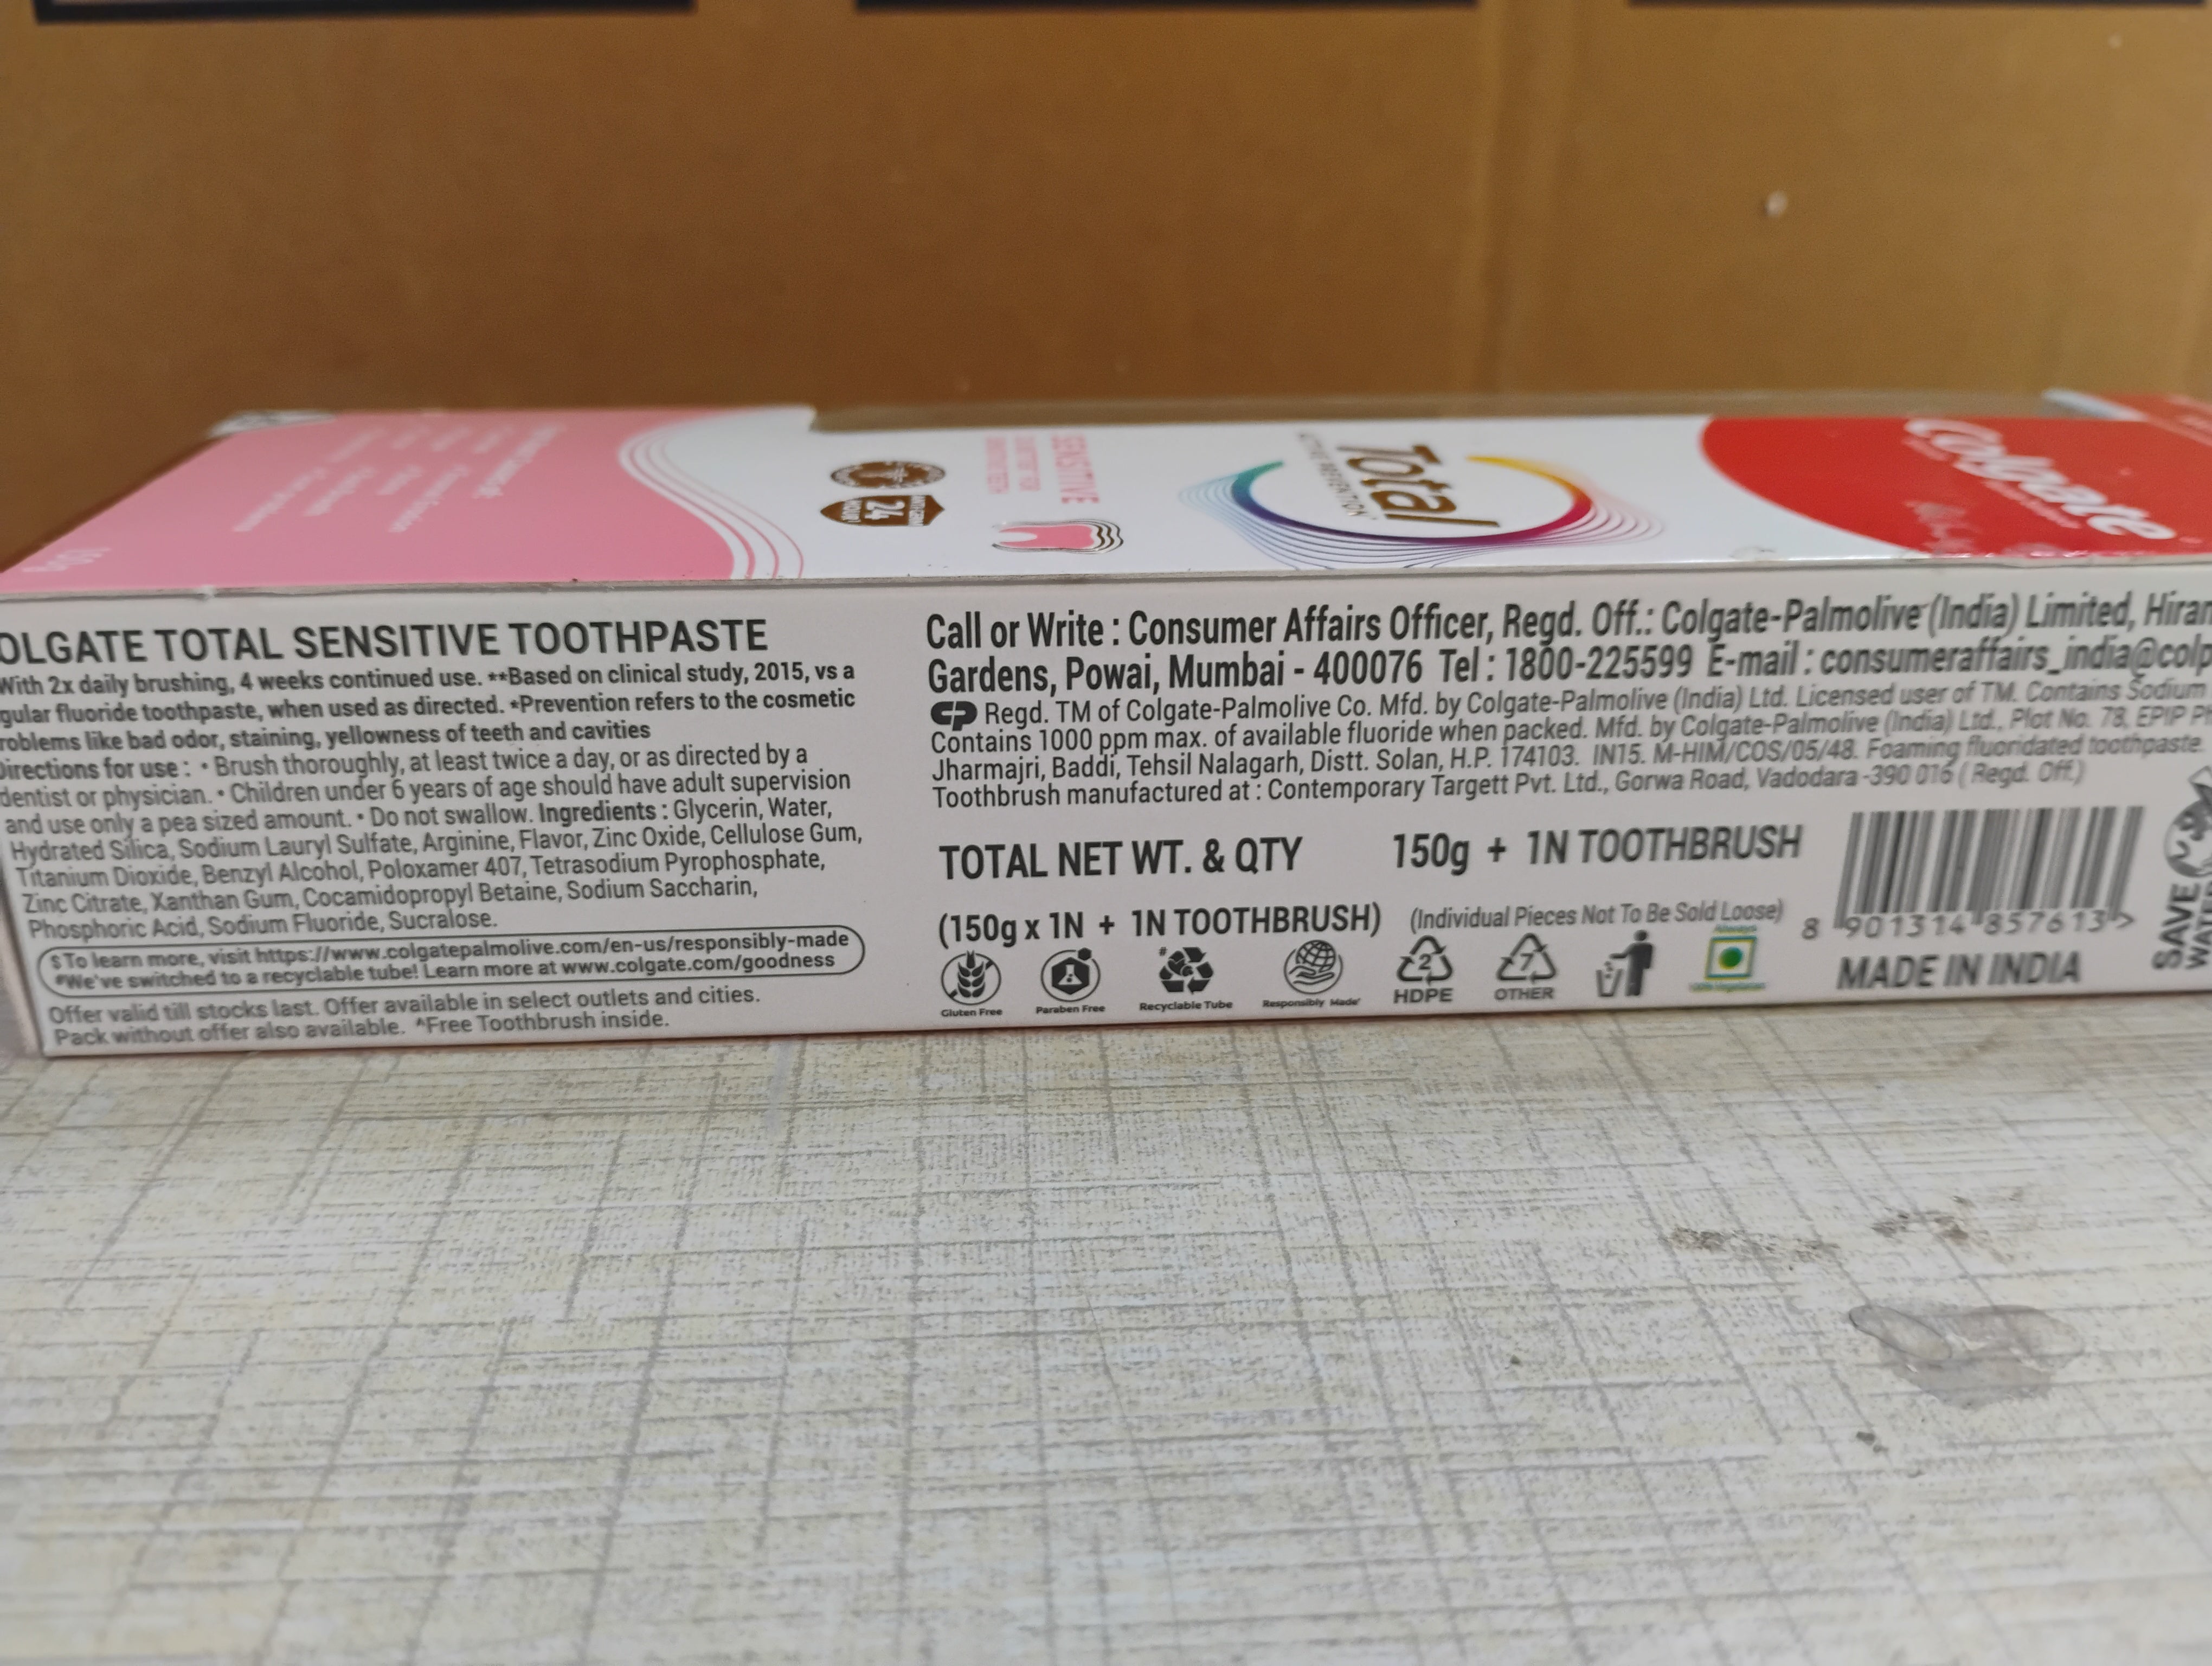 Colgate
Total
SENSITIVE
24
150g
OLGATE TOTAL SENSITIVE TOOTHPASTE
With 2x daily brushing, 4 weeks continued use. **Based on clinical study, 2015, vs a
gular fluoride toothpaste, when used as directed. *Prevention refers to the cosmetic
roblems like bad odor, staining, yellowness of teeth and cavities
Directions for use : • Brush thoroughly, at least twice a day, or as directed by a
dentist or physician. • Children under 6 years of age should have adult supervision
and use only a pea sized amount. • Do not swallow. Ingredients : Glycerin, Water,
Hydrated Silica, Sodium Lauryl Sulfate, Arginine, Flavor, Zinc Oxide, Cellulose Gum,
Titanium Dioxide, Benzyl Alcohol, Poloxamer 407, Tetrasodium Pyrophosphate,
Zinc Citrate, Xanthan Gum, Cocamidopropyl Betaine, Sodium Saccharin,
Phosphoric Acid, Sodium Fluoride, Sucralose.
$To learn more, visit https://www.colgatepalmolive.com/en-us/responsibly-made
#We've switched to a recyclable tube! Learn more at www.colgate.com/goodness
Offer valid till stocks last. Offer available in select outlets and cities.
Pack without offer also available. ^Free Toothbrush inside.
Call or Write : Consumer Affairs Officer, Regd. Off.: Colgate-Palmolive (India) Limited, Hiran
Gardens, Powai, Mumbai - 400076 Tel : 1800-225599 E-mail : consumeraffairs_india@colp
CP Regd. TM of Colgate-Palmolive Co. Mfd. by Colgate-Palmolive (India) Ltd. Licensed user of TM. Contains Sodium
Contains 1000 ppm max. of available fluoride when packed. Mfd. by Colgate-Palmolive (India) Ltd., Plot No. 78, EPIP Ph
Jharmajri, Baddi, Tehsil Nalagarh, Distt. Solan, H.P. 174103. IN15. M-HIM/COS/05/48. Foaming fluoridated toothpaste.
Toothbrush manufactured at : Contemporary Targett Pvt. Ltd., Gorwa Road, Vadodara -390 016 ( Regd. Off.)
TOTAL NET WT. & QTY 150g + 1N TOOTHBRUSH
(150g x 1N + 1N TOOTHBRUSH) (Individual Pieces Not To Be Sold Loose)
Gluten Free
Paraben Free
Recyclable Tube
Responsibly Made
2
HDPE
7
OTHER
8 901314 857613 >
MADE IN INDIA
SAVE
WATER